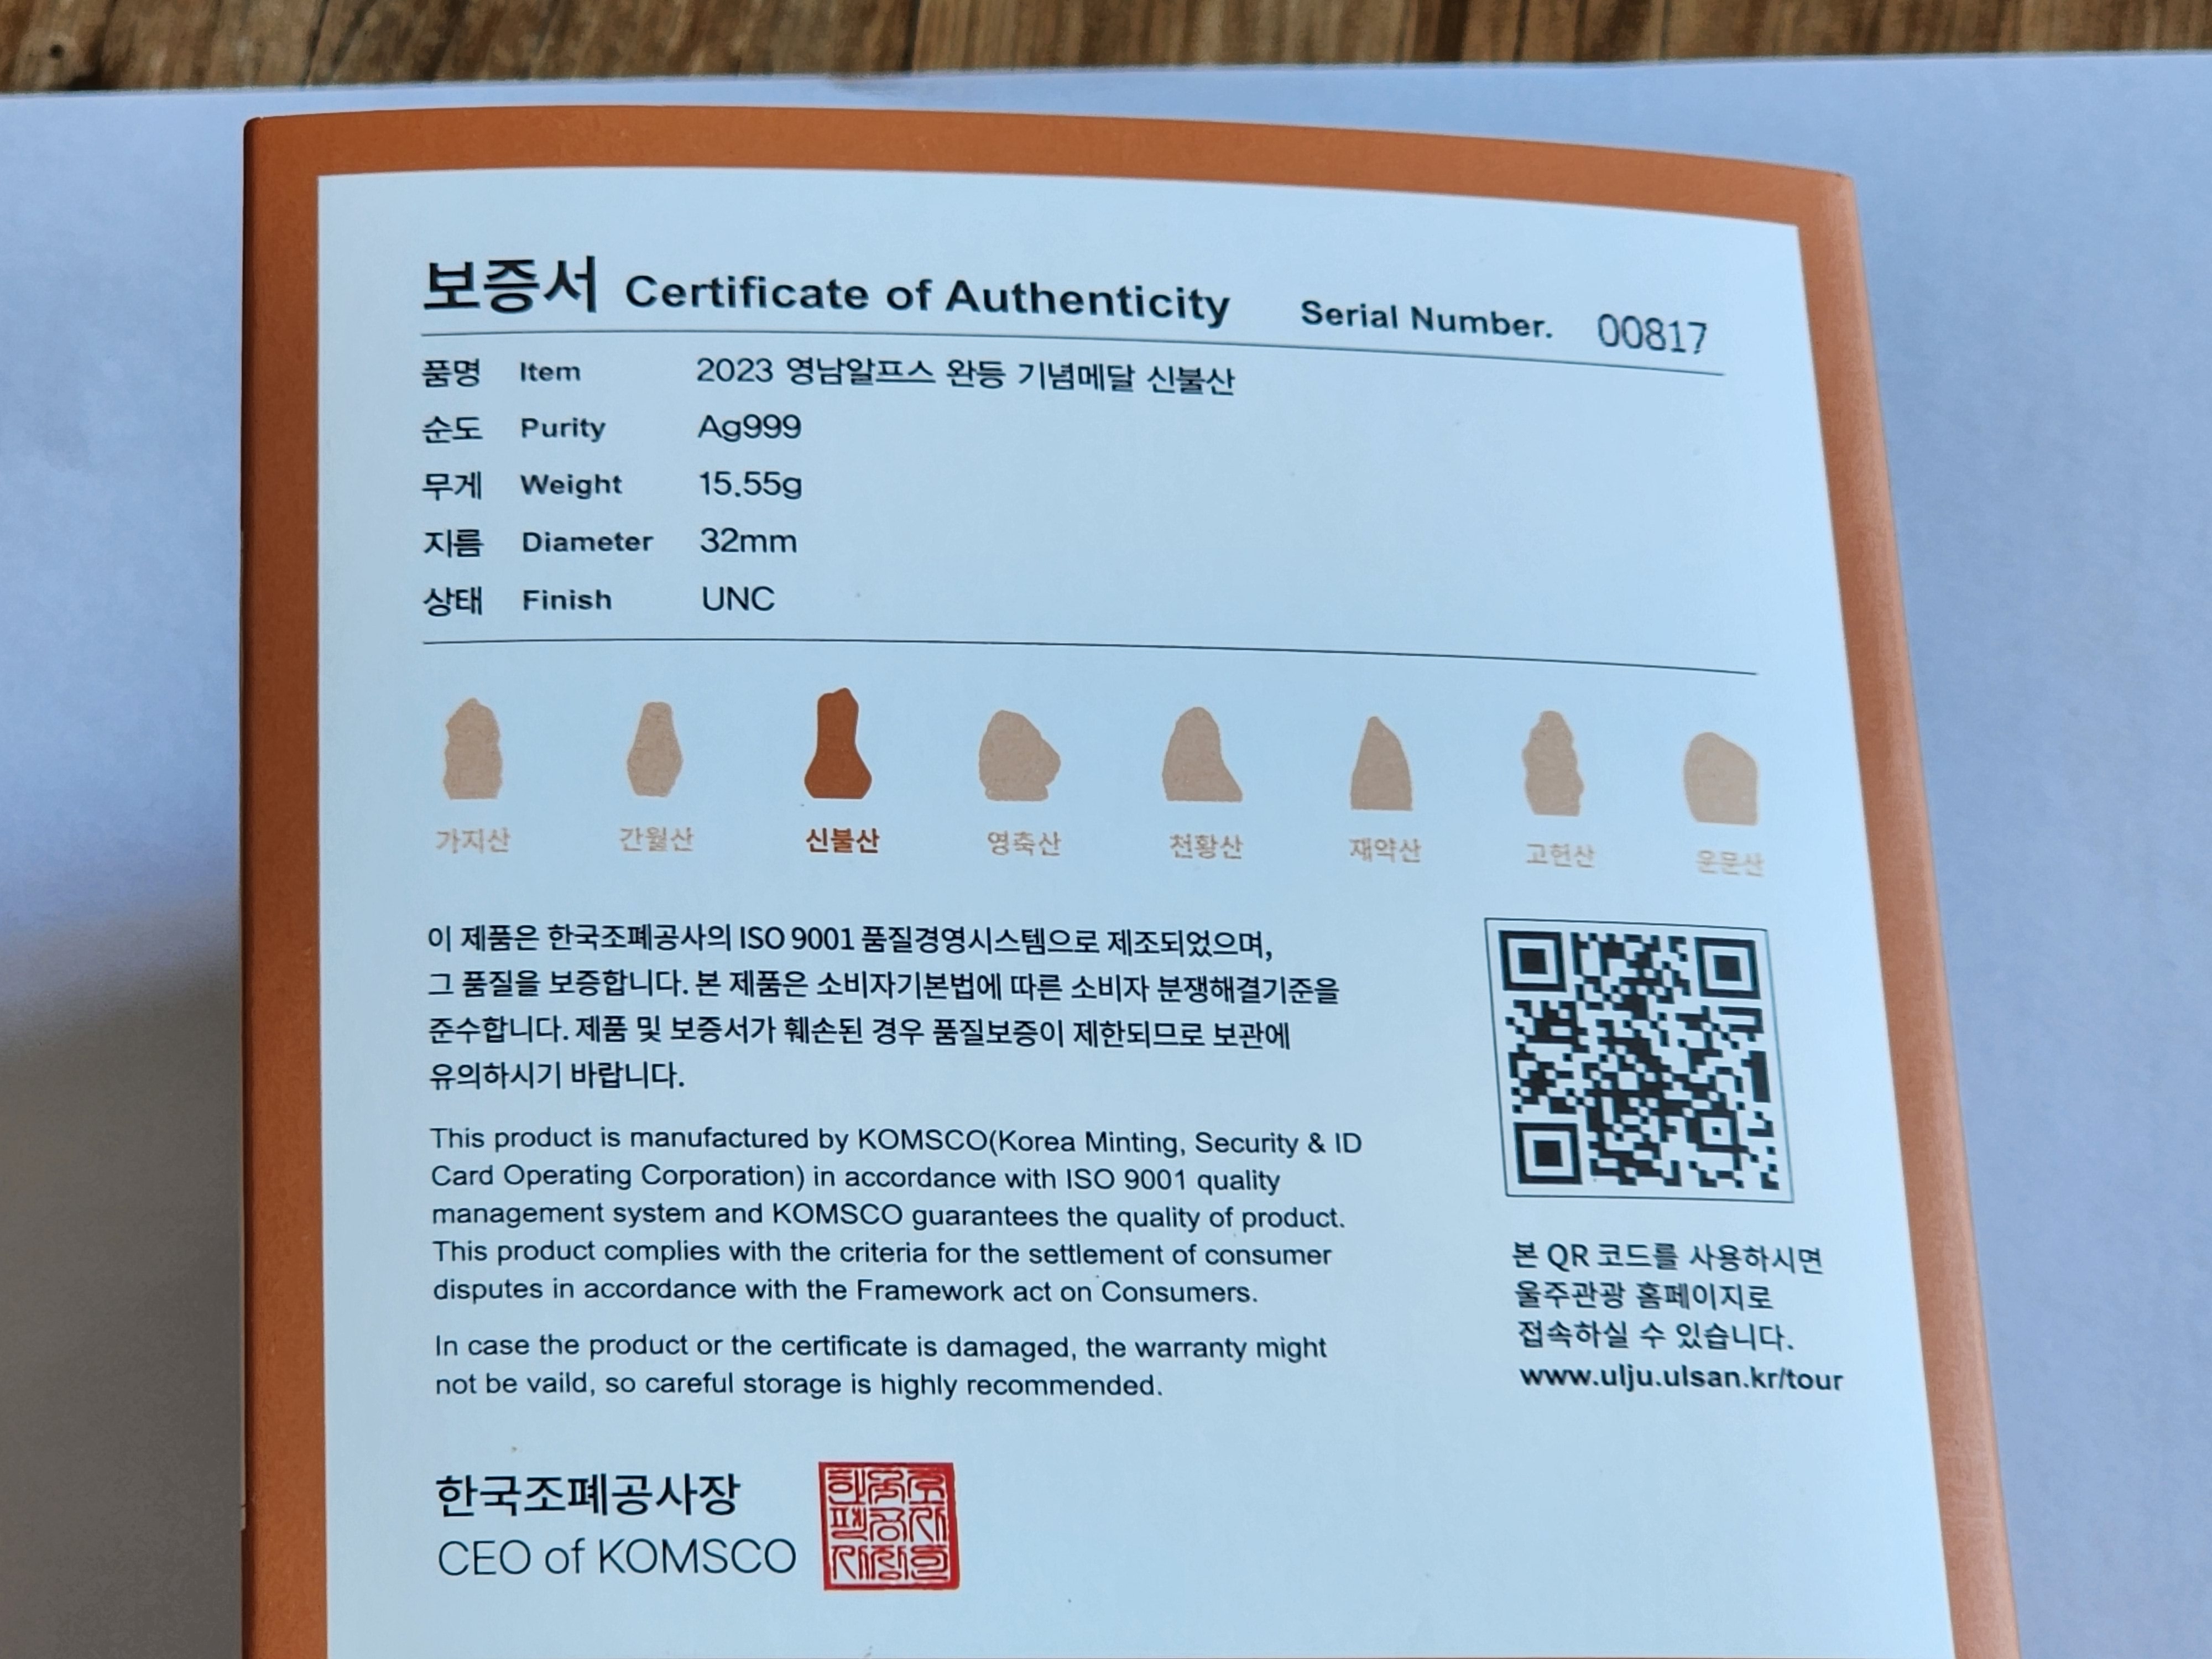 보증서 Certificate of Authenticity Serial Number. 00817
품명 Item 2023 영남알프스 완등 기념메달 신불산
순도 Purity Ag999
무게 Weight 15.55g
지름 Diameter 32mm
상태 Finish UNC
가지산 간월산 신불산 영축산 천황산 재약산 고헌산 운문산
이 제품은 한국조폐공사의 ISO 9001 품질경영시스템으로 제조되었으며,
그 품질을 보증합니다. 본 제품은 소비자기본법에 따른 소비자 분쟁해결기준을
준수합니다. 제품 및 보증서가 훼손된 경우 품질보증이 제한되므로 보관에
유의하시기 바랍니다.
This product is manufactured by KOMSCO(Korea Minting, Security & ID
Card Operating Corporation) in accordance with ISO 9001 quality
management system and KOMSCO guarantees the quality of product.
This product complies with the criteria for the settlement of consumer
disputes in accordance with the Framework act on Consumers.
In case the product or the certificate is damaged, the warranty might
not be vaild, so careful storage is highly recommended.
본 QR 코드를 사용하시면
울주관광 홈페이지로
접속하실 수 있습니다.
www.ulju.ulsan.kr/tour
한국조폐공사장
CEO of KOMSCO
한국조
폐공사
사장인